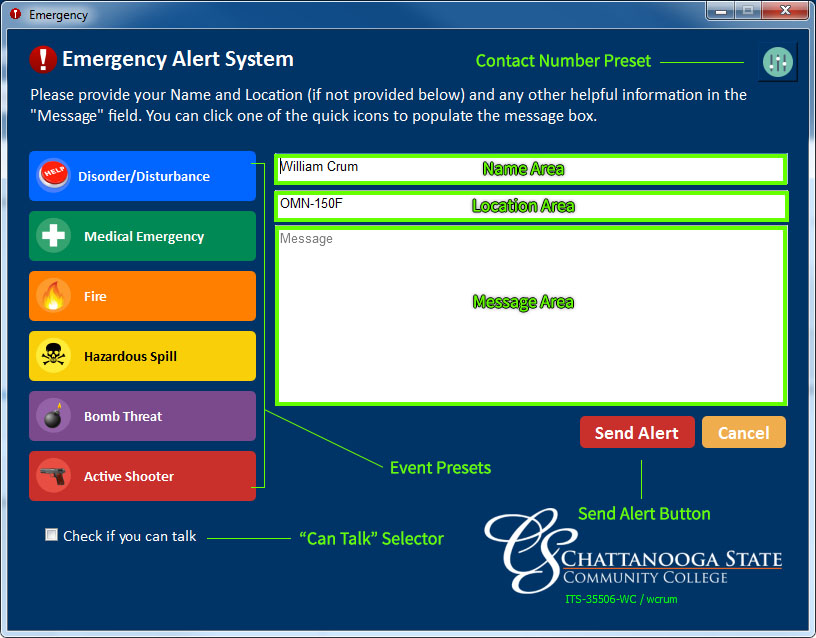 Emergency
Emergency Alert System
Contact Number Preset
Please provide your Name and Location (if not provided below) and any other helpful information in the
"Message" field. You can click one of the quick icons to populate the message box.
HELP
Disorder/Disturbance
William Crum
Name Area
OMN-150F
Location Area
Medical Emergency
Message
Fire
Message Area
Hazardous Spill
Bomb Threat
Send Alert
Cancel
Active Shooter
Event Presets
Send Alert Button
Check if you can talk
“Can Talk” Selector
CS
CHATTANOOGA STATE
COMMUNITY COLLEGE
ITS-35506-WC / wcrum